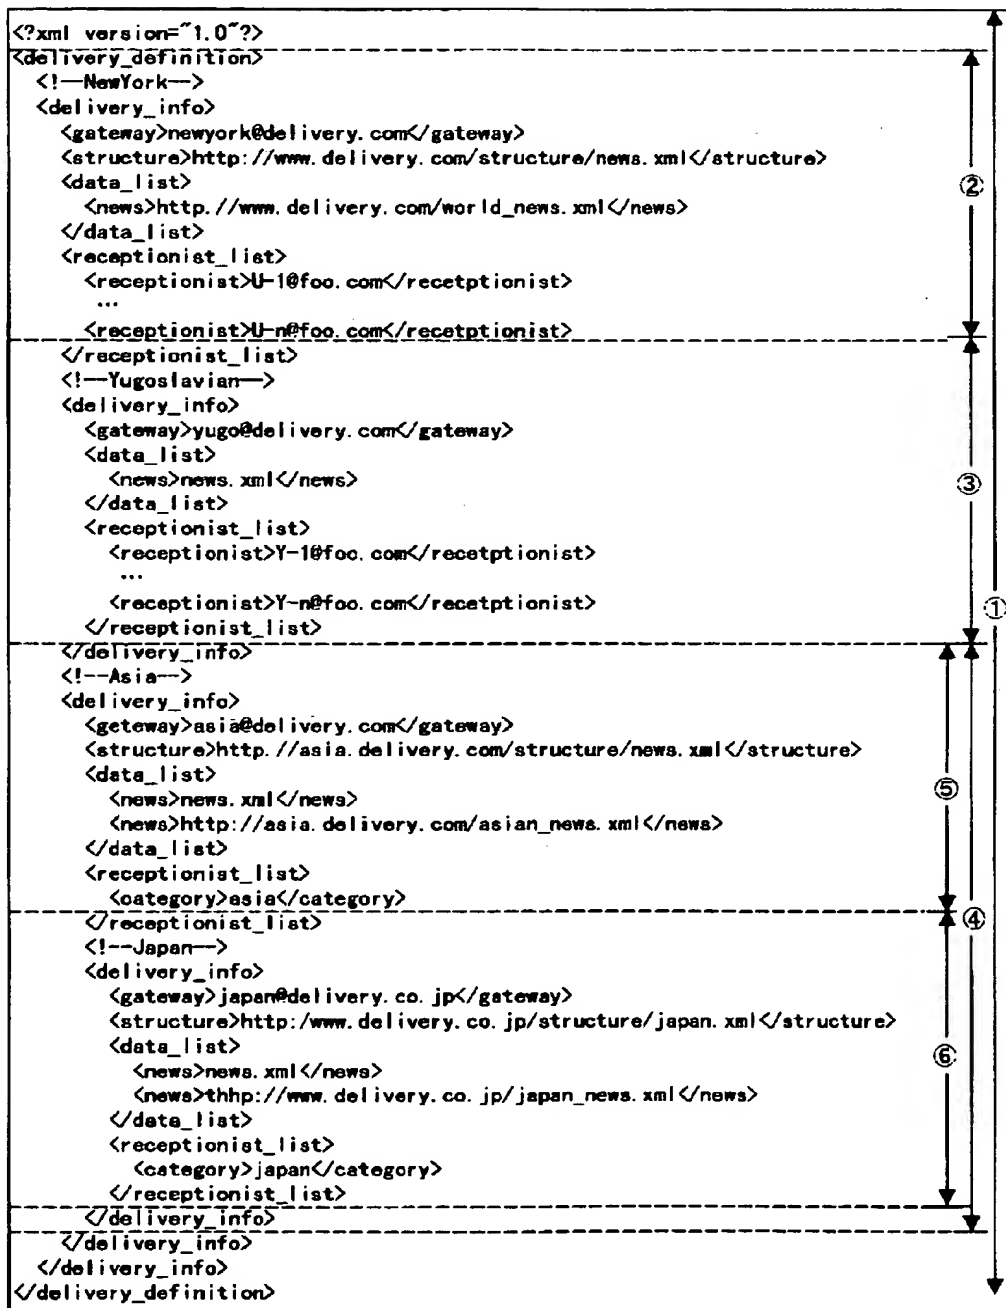 <?xml version="1.0"?>
<delivery_definition>
<!--NewYork-->
<delivery_info>
<gateway>newyork@delivery.com</gateway>
<structure>http://www.delivery.com/structure/news.xml</structure>
<data_list>
<news>http.//www.delivery.com/world_news.xml</news>
</data_list>
②
<receptionist_list>
<receptionist>U-1@foo.com</recetptionist>
...
<receptionist>U-n@foo.com</recetptionist>
</receptionist_list>
<!--Yugoslavian-->
<delivery_info>
<gateway>yugo@delivery.com</gateway>
<data_list>
<news>news.xml</news>
③
</data_list>
<receptionist_list>
<receptionist>Y-1@foo.com</recetptionist>
...
<receptionist>Y-n@foo.com</recetptionist>
①
</receptionist_list>
</delivery_info>
<!--Asia-->
<delivery_info>
<geteway>asia@delivery.com</gateway>
<structure>http.//asia.delivery.com/structure/news.xml</structure>
<data_list>
<news>news.xml</news>
⑤
<news>http://asia.delivery.com/asian_news.xml</news>
</data_list>
<receptionist_list>
<category>asia</category>
</receptionist_list>
④
<!--Japan-->
<delivery_info>
<gateway>japan@delivery.co.jp</gateway>
<structure>http:/www.delivery.co.jp/structure/japan.xml</structure>
<data_list>
⑥
<news>news.xml</news>
<news>thhp://www.delivery.co.jp/japan_news.xml</news>
</data_list>
<receptionist_list>
<category>japan</category>
</receptionist_list>
</delivery_info>
</delivery_info>
</delivery_info>
</delivery_definition>